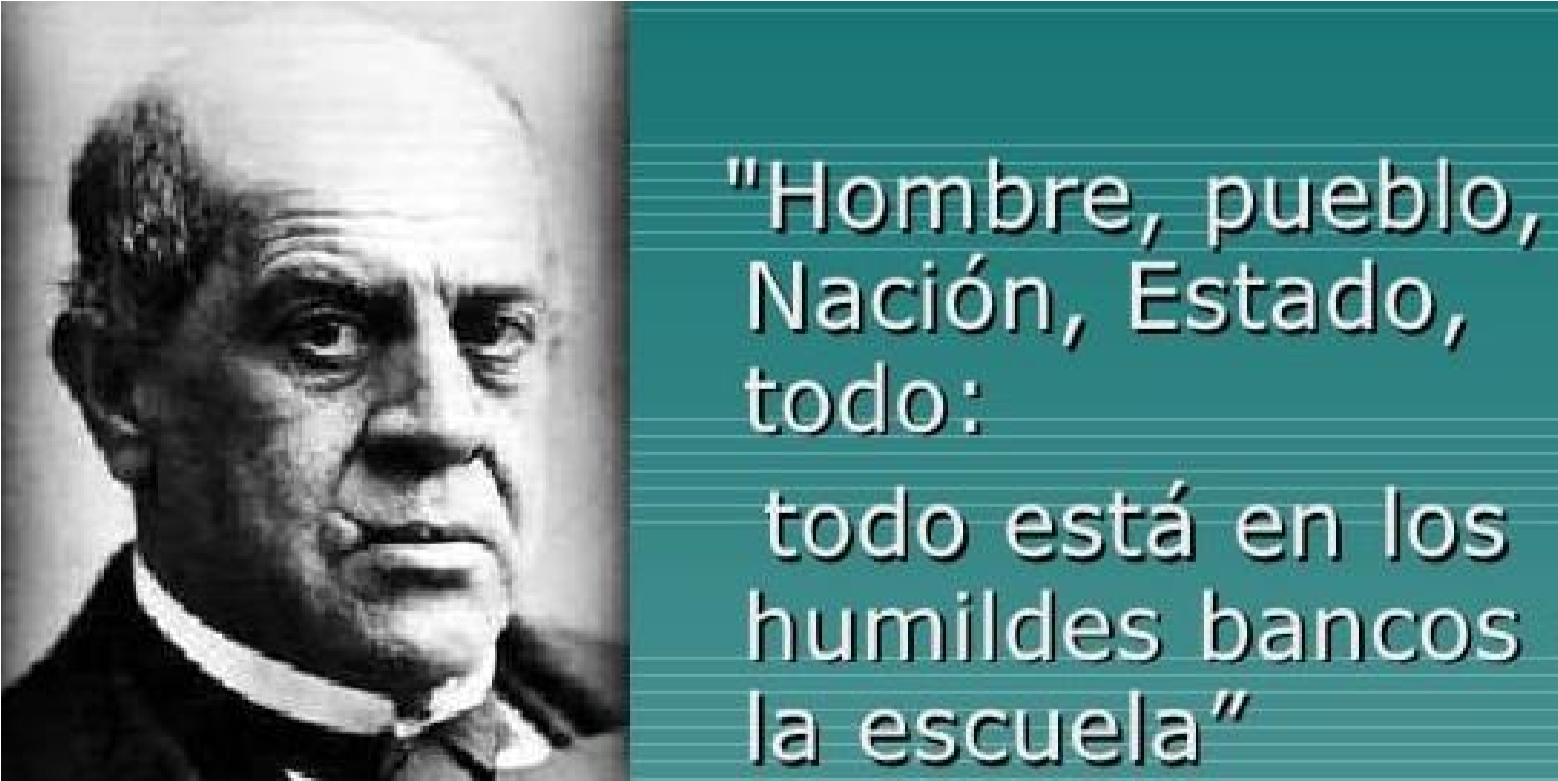 "Hombre, pueblo,
Nación, Estado,
todo:
todo está en los
humildes bancos
la escuela”